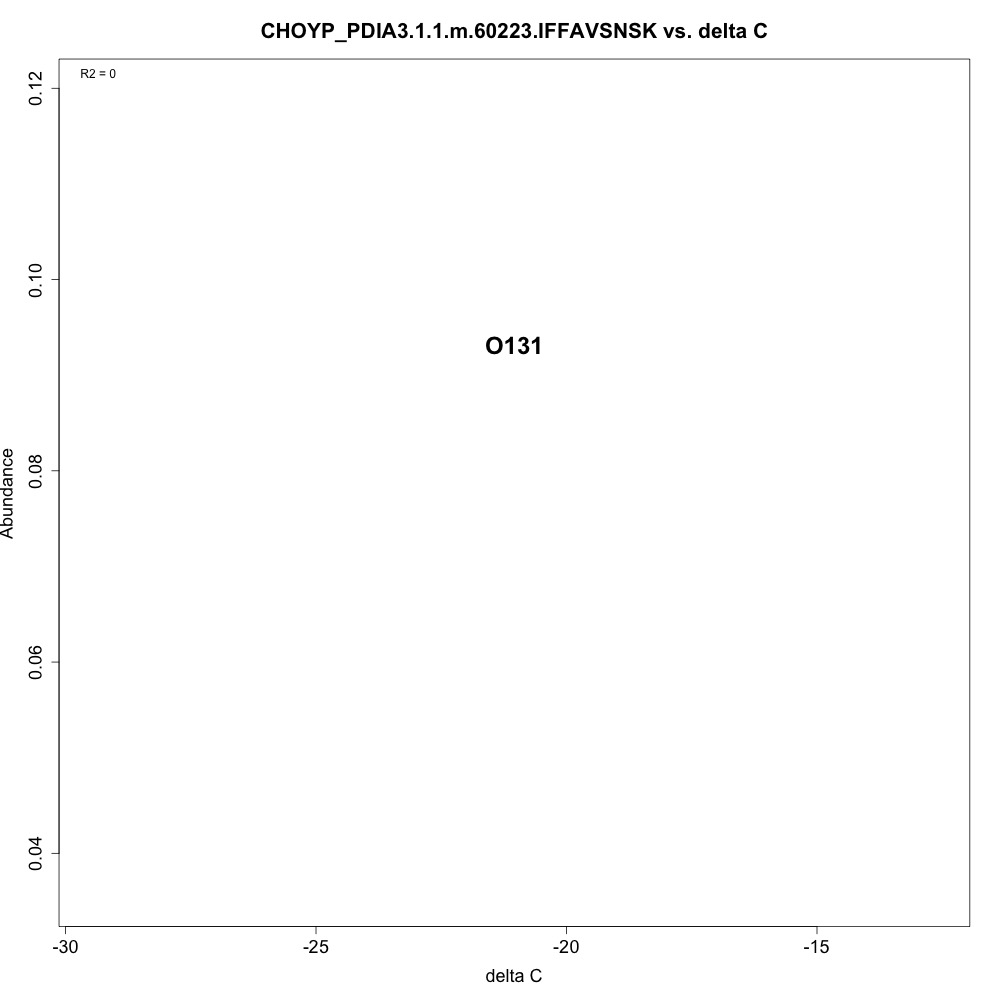 CHOYP_PDIA3.1.1.m.60223.IFFAVSNSK vs. delta C
R2 = 0
0.12
0.10
O131
0.08
Abundance
0.06
0.04
-30 -25 -20 -15
delta C